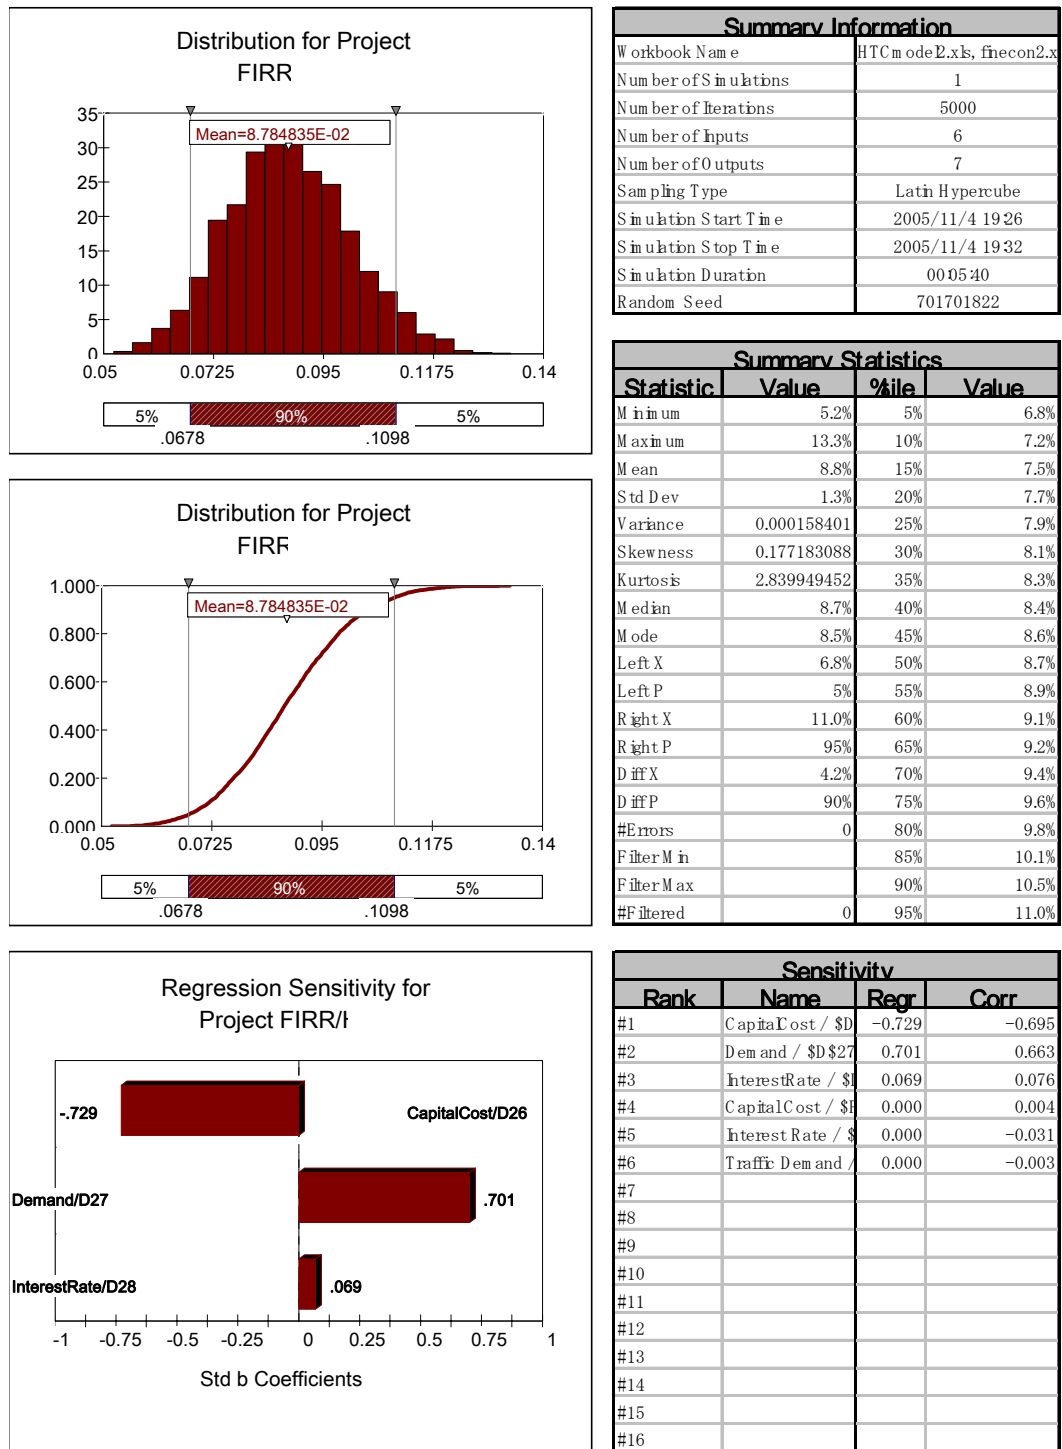 Distribution for Project
FIRR
35
30
25
20
15
10
5
0
Mean=8.784835E-02
0.05 0.0725 0.095 0.1175 0.14
5% 90% 5%
.0678 .1098
Distribution for Project
FIRR
1.000
0.800
0.600
0.400
0.200
0.000
Mean=8.784835E-02
0.05 0.0725 0.095 0.1175 0.14
5% 90% 5%
.0678 .1098
Regression Sensitivity for
Project FIRR/
-.729 CapitalCost/D26
Demand/D27 .701
InterestRate/D28 .069
-1 -0.75 -0.5 -0.25 0 0.25 0.5 0.75 1
Std b Coefficients
Summary Information
Workbook Name HTCmodel2.xls, finecon2.x
Number of Simulations 1
Number of Iterations 5000
Number of Inputs 6
Number of Outputs 7
Sampling Type Latin Hypercube
Simulation Start Time 2005/11/4 19:26
Simulation Stop Time 2005/11/4 19:32
Simulation Duration 00:05:40
Random Seed 701701822
Summary Statistics
Statistic Value %ile Value
Minimum 5.2% 5% 6.8%
Maximum 13.3% 10% 7.2%
Mean 8.8% 15% 7.5%
Std Dev 1.3% 20% 7.7%
Variance 0.000158401 25% 7.9%
Skewness 0.177183088 30% 8.1%
Kurtosis 2.839949452 35% 8.3%
Median 8.7% 40% 8.4%
Mode 8.5% 45% 8.6%
Left X 6.8% 50% 8.7%
Left P 5% 55% 8.9%
Right X 11.0% 60% 9.1%
Right P 95% 65% 9.2%
Diff X 4.2% 70% 9.4%
Diff P 90% 75% 9.6%
#Errors 0 80% 9.8%
Filter Min 85% 10.1%
Filter Max 90% 10.5%
#Filtered 0 95% 11.0%
Sensitivity
Rank Name Regr Corr
#1 CapitalCost / $D -0.729 -0.695
#2 Demand / $D$27 0.701 0.663
#3 InterestRate / $ 0.069 0.076
#4 CapitalCost / $ 0.000 0.004
#5 Interest Rate / $ 0.000 -0.031
#6 Traffic Demand / 0.000 -0.003
#7
#8
#9
#10
#11
#12
#13
#14
#15
#16